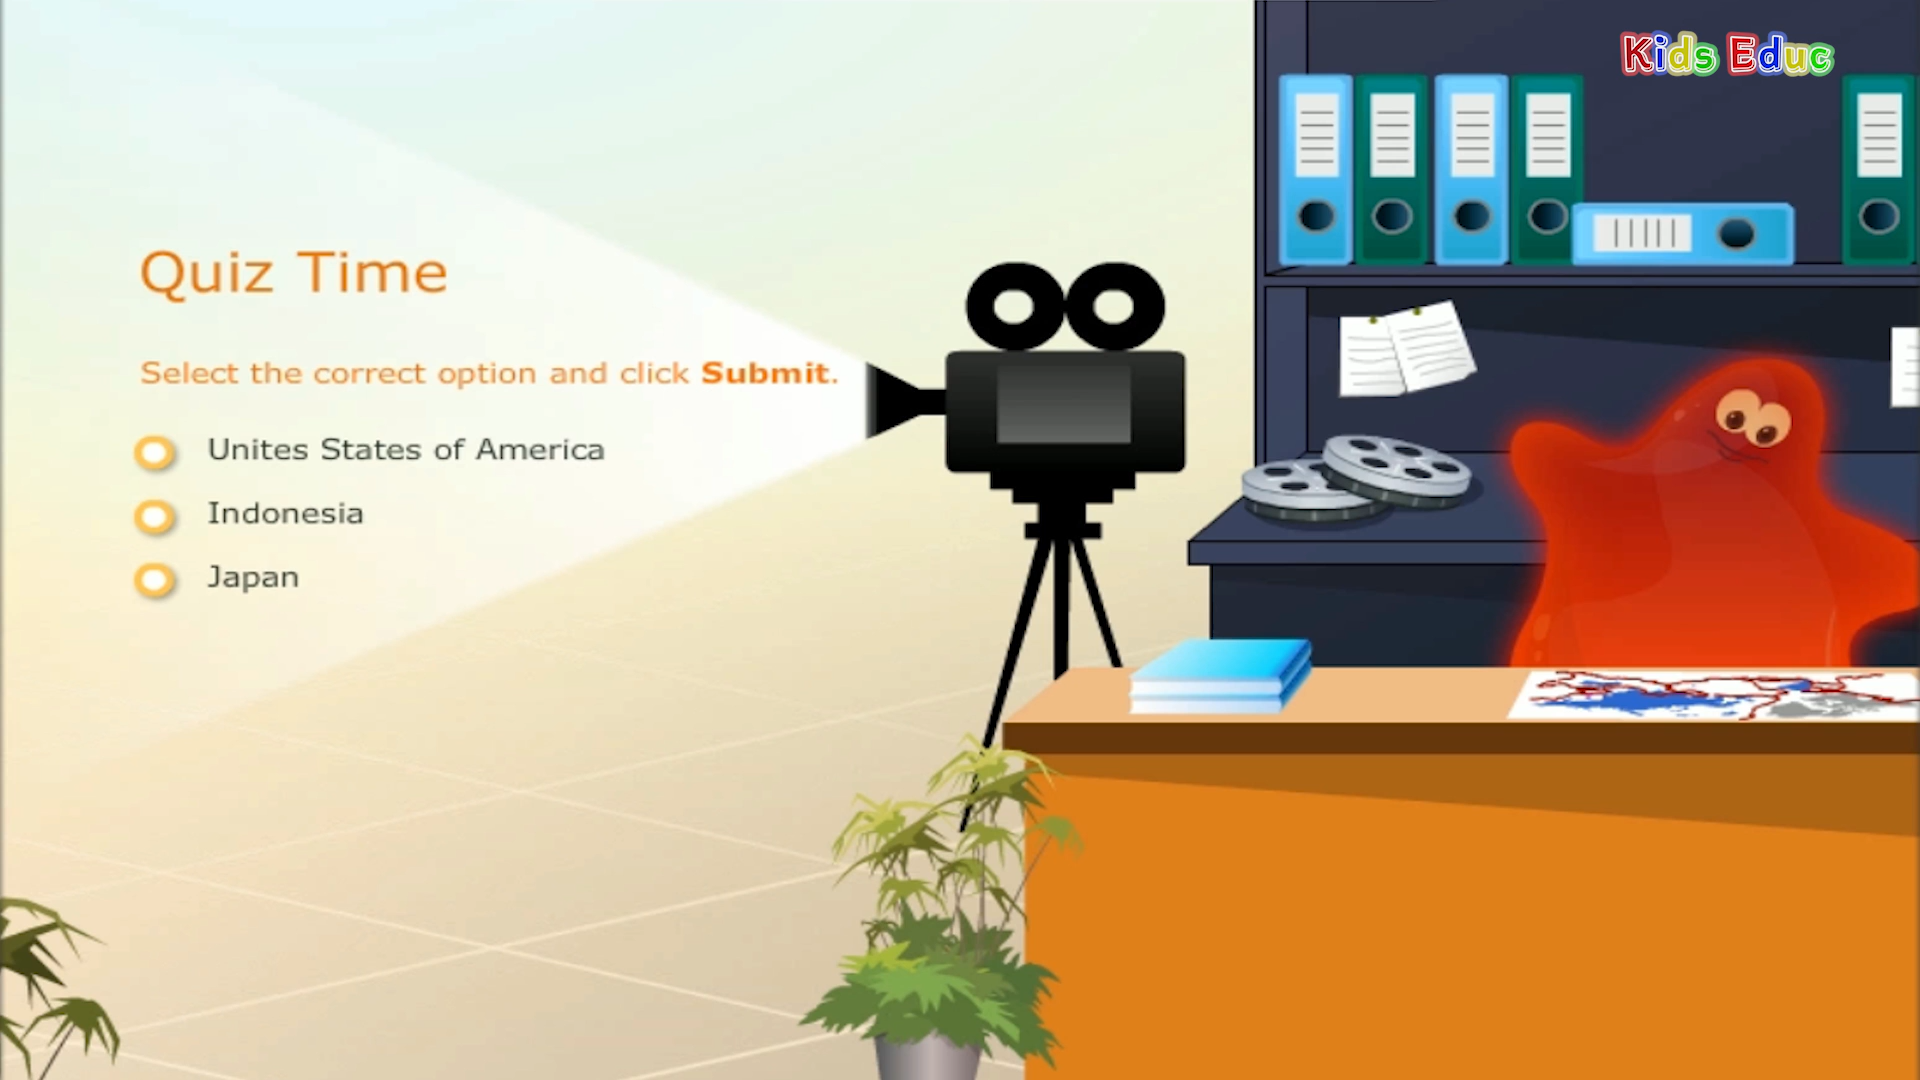 Kids Educ
Quiz Time
Select the correct option and click Submit.
Unites States of America
Indonesia
Japan